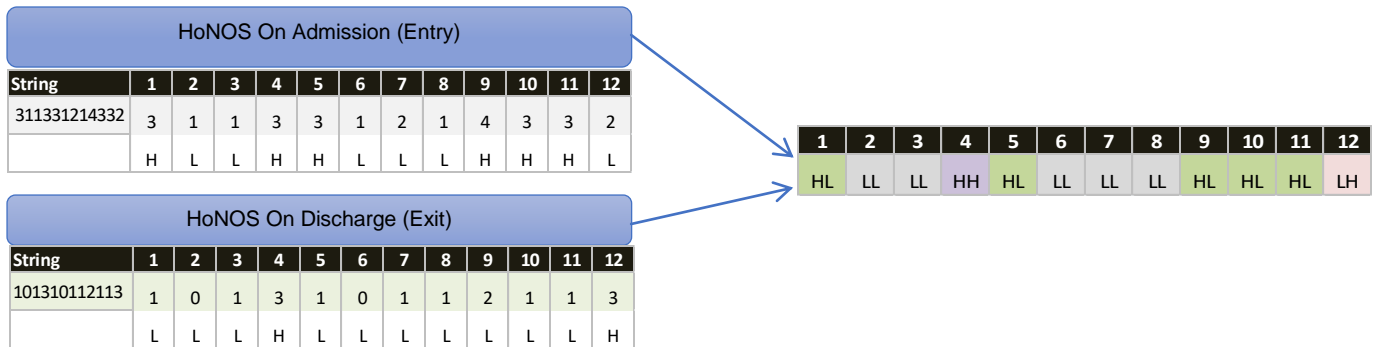 HoNOS On Admission (Entry)
String 1 2 3 4 5 6 7 8 9 10 11 12
311331214332 3 1 1 3 3 1 2 1 4 3 3 2
H L L H H L L L H H H L
1 2 3 4 5 6 7 8 9 10 11 12
HL LL LL HH HL LL LL LL HL HL HL LH
HoNOS On Discharge (Exit)
String 1 2 3 4 5 6 7 8 9 10 11 12
101310112113 1 0 1 3 1 0 1 1 2 1 1 3
L L L H L L L L L L L H